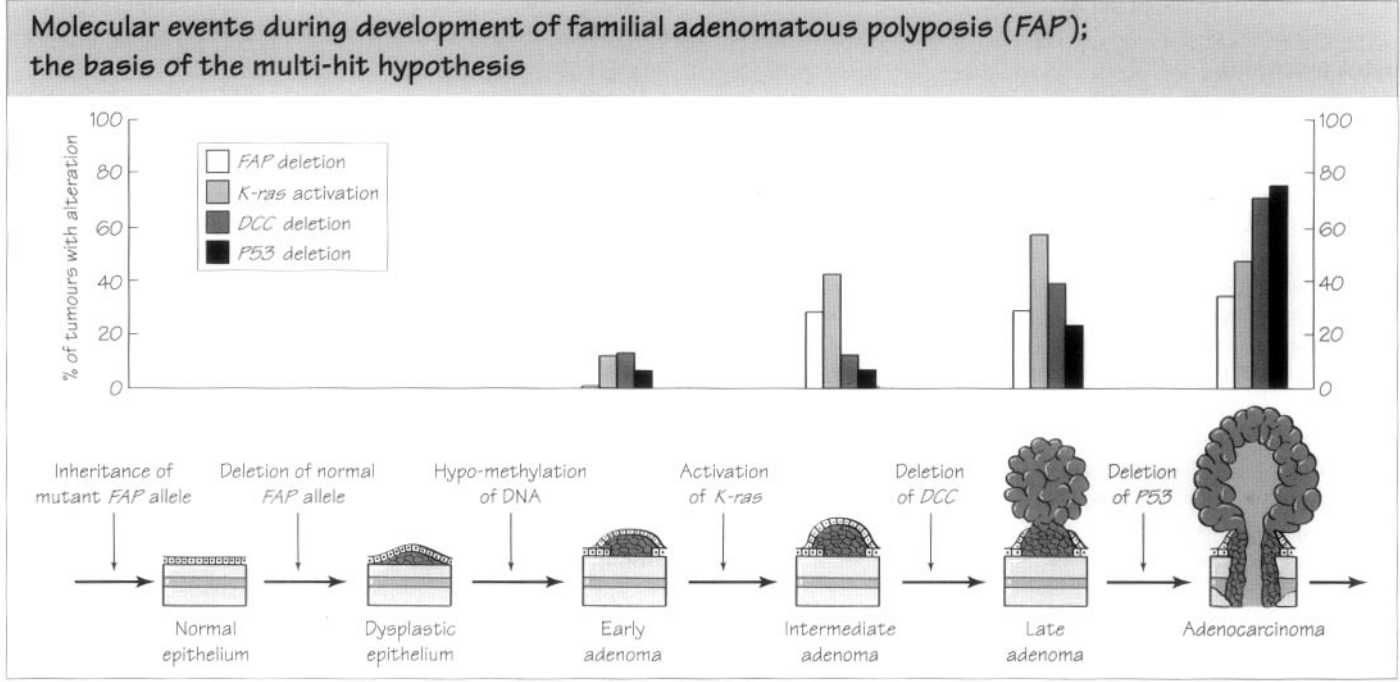 Molecular events during development of familial adenomatous polyposis (FAP);
the basis of the multi-hit hypothesis
% of tumours with alteration
100
80
60
40
20
0
FAP deletion
K-ras activation
DCC deletion
P53 deletion
100
80
60
40
20
0
Inheritance of
mutant FAP allele
Deletion of normal
FAP allele
Hypo-methylation
of DNA
Activation
of K-ras
Deletion
of DCC
Deletion
of P53
Normal
epithelium
Dysplastic
epithelium
Early
adenoma
Intermediate
adenoma
Late
adenoma
Adenocarcinoma